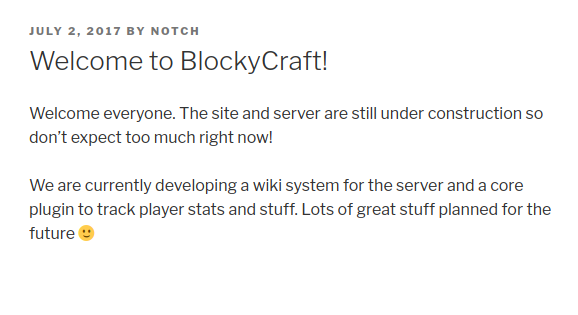 JULY 2, 2017 BY NOTCH
Welcome to BlockyCraft!
Welcome everyone. The site and server are still under construction so
don’t expect too much right now!
We are currently developing a wiki system for the server and a core
plugin to track player stats and stuff. Lots of great stuff planned for the
future 🙂